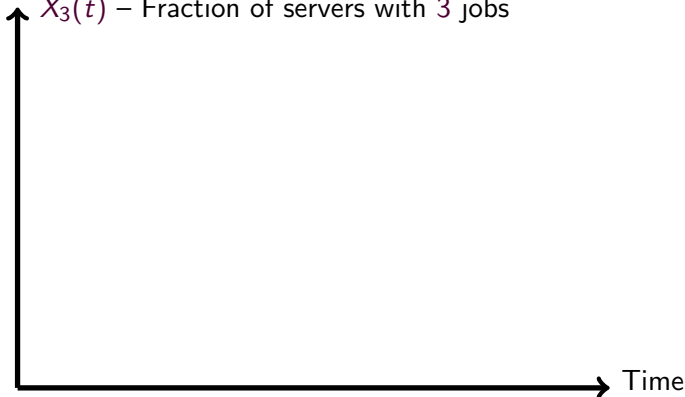 X₃(t) – Fraction of servers with 3 jobs
Time